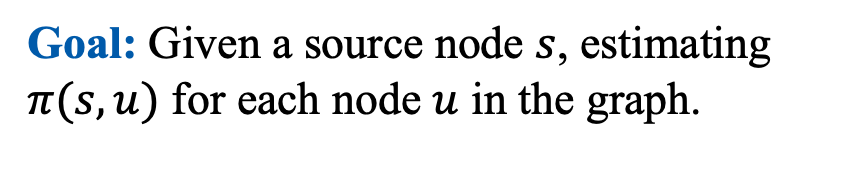 Goal: Given a source node s, estimating
π(s, u) for each node u in the graph.